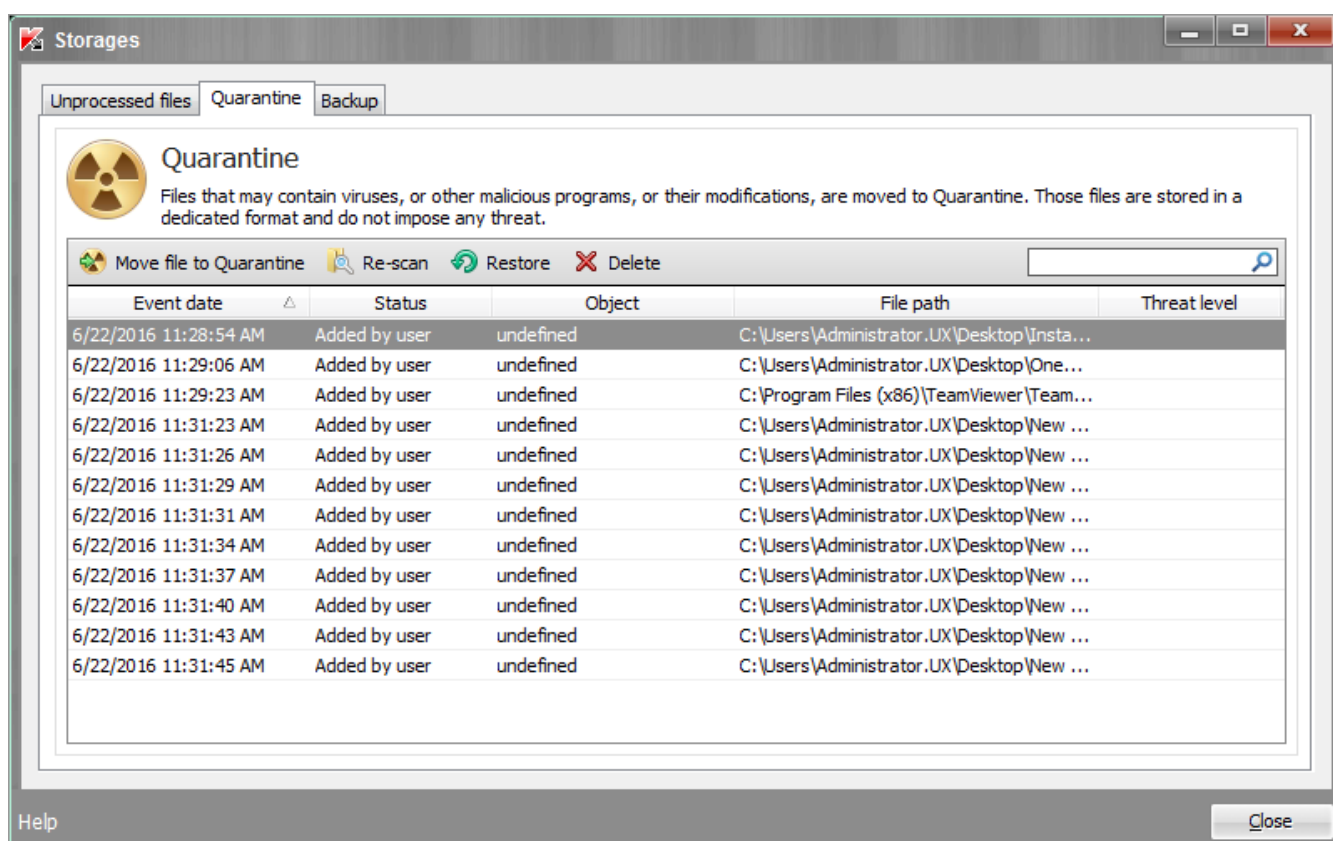 Storages
Unprocessed files Quarantine Backup
Quarantine
Files that may contain viruses, or other malicious programs, or their modifications, are moved to Quarantine. Those files are stored in a
dedicated format and do not impose any threat.
Move file to Quarantine Re-scan Restore Delete
Event date Status Object File path Threat level
6/22/2016 11:28:54 AM Added by user undefined C:\Users\Administrator.UX\Desktop\Insta...
6/22/2016 11:29:06 AM Added by user undefined C:\Users\Administrator.UX\Desktop\One...
6/22/2016 11:29:23 AM Added by user undefined C:\Program Files (x86)\TeamViewer\Team...
6/22/2016 11:31:23 AM Added by user undefined C:\Users\Administrator.UX\Desktop\New ...
6/22/2016 11:31:26 AM Added by user undefined C:\Users\Administrator.UX\Desktop\New ...
6/22/2016 11:31:29 AM Added by user undefined C:\Users\Administrator.UX\Desktop\New ...
6/22/2016 11:31:31 AM Added by user undefined C:\Users\Administrator.UX\Desktop\New ...
6/22/2016 11:31:34 AM Added by user undefined C:\Users\Administrator.UX\Desktop\New ...
6/22/2016 11:31:37 AM Added by user undefined C:\Users\Administrator.UX\Desktop\New ...
6/22/2016 11:31:40 AM Added by user undefined C:\Users\Administrator.UX\Desktop\New ...
6/22/2016 11:31:43 AM Added by user undefined C:\Users\Administrator.UX\Desktop\New ...
6/22/2016 11:31:45 AM Added by user undefined C:\Users\Administrator.UX\Desktop\New ...
Help Close